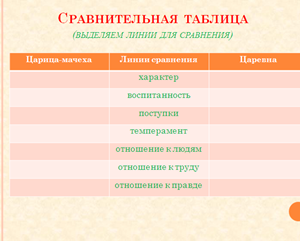 Сравнительная таблица
(выделяем линии для сравнения)
Царица-мачеха Линии сравнения Царевна
характер
воспитанность
поступки
темперамент
отношение к людям
отношение к труду
отношение к правде